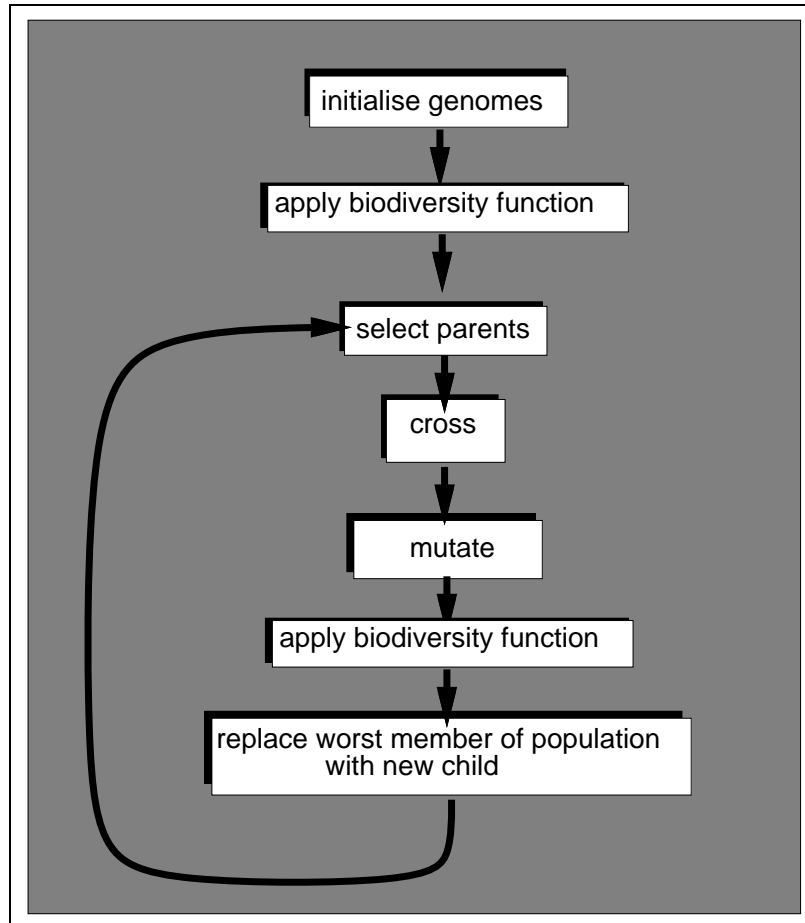 initialise genomes
apply biodiversity function
select parents
cross
mutate
apply biodiversity function
replace worst member of population
with new child